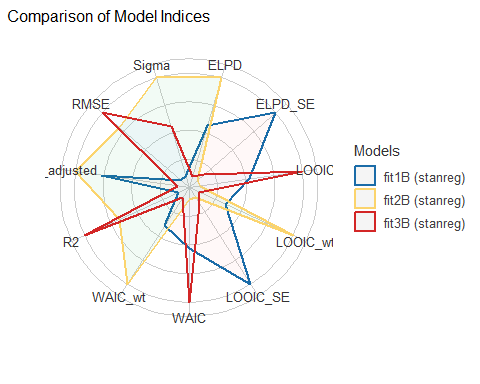 Comparison of Model Indices
Sigma
ELPD
RMSE
ELPD_SE
_adjusted
LOOIC
Models
fit1B (stanreg)
fit2B (stanreg)
fit3B (stanreg)
R2
LOOIC_wt
WAIC_wt
LOOIC_SE
WAIC